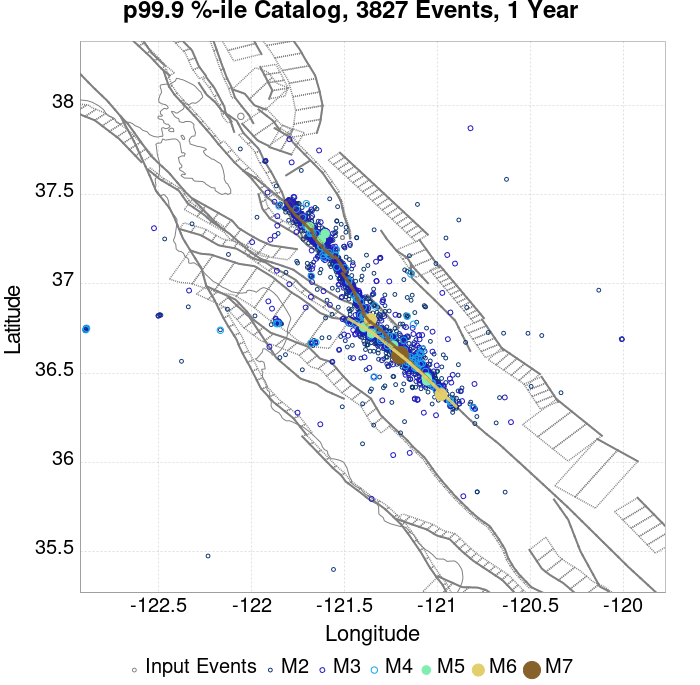 p99.9 %-ile Catalog, 3827 Events, 1 Year
38
37.5
37
36.5
36
35.5
Latitude
-122.5 -122 -121.5 -121 -120.5 -120
Longitude
Input Events M2 M3 M4 M5 M6 M7